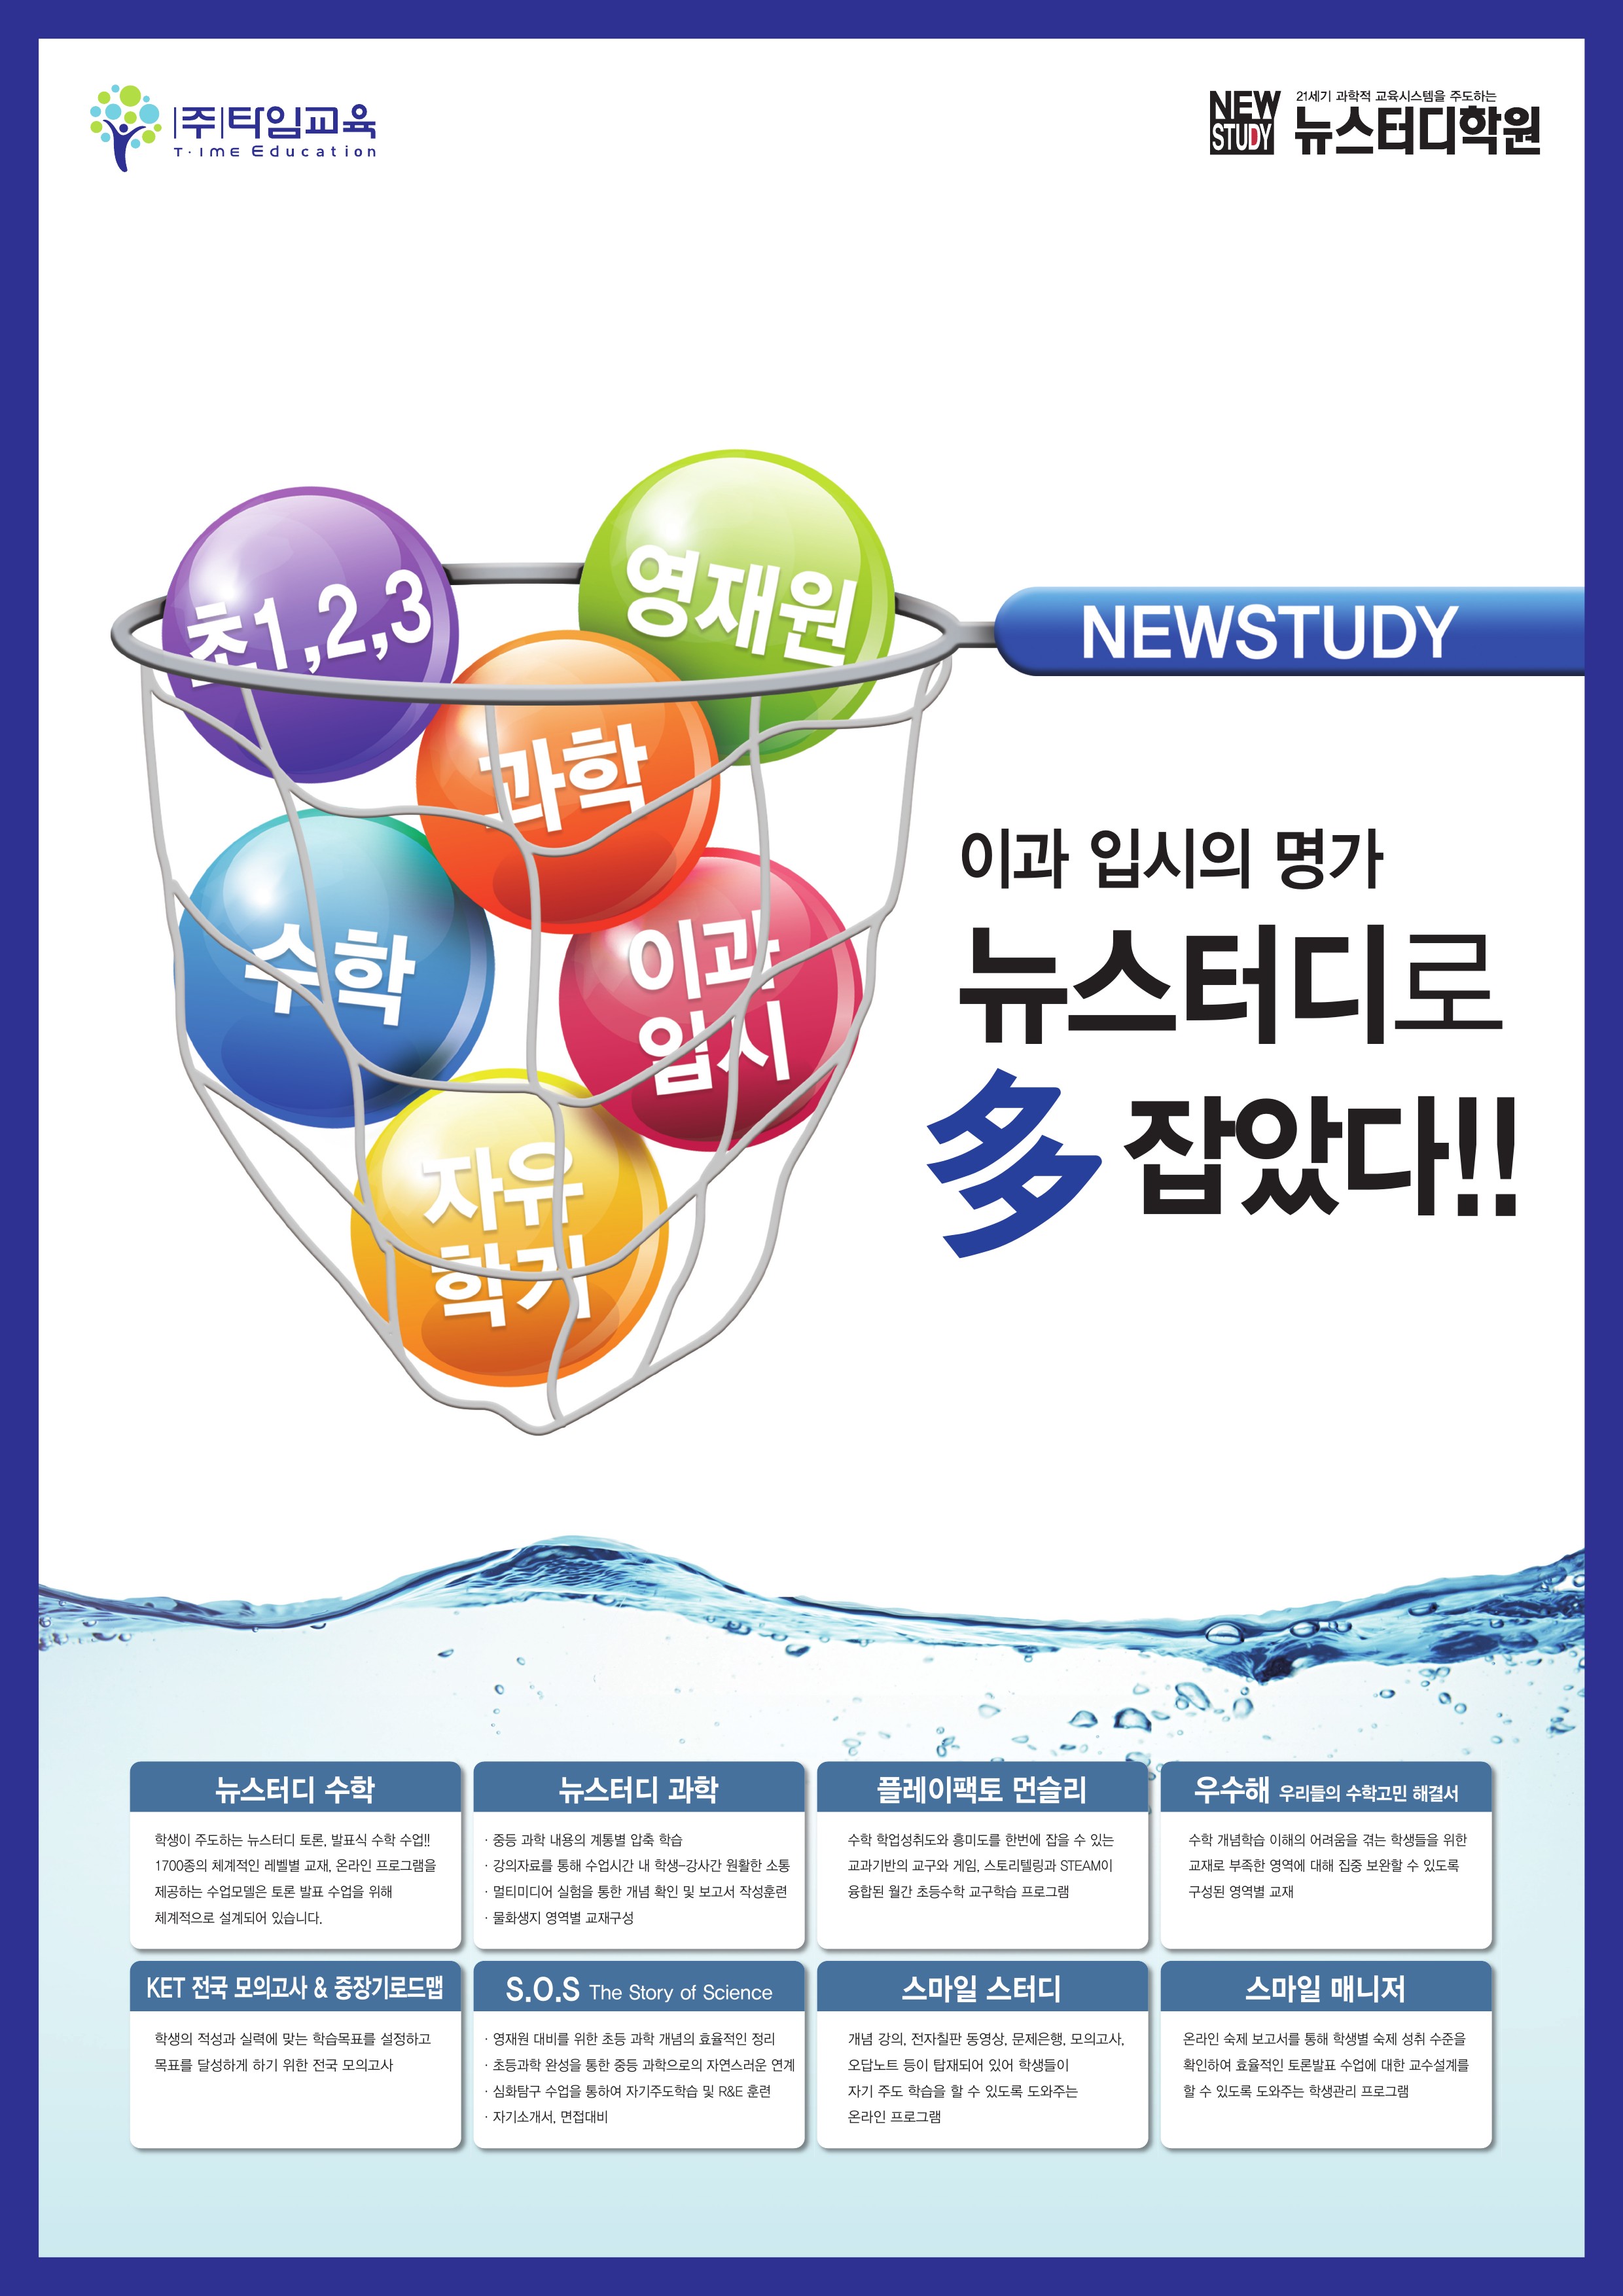 |주|타임교육
T·IME Education
NEW
STUDY
21세기 과학적 교육시스템을 주도하는
뉴스터디학원
초1,2,3
영재원
과학
수학
이과
입시
자유
학기
NEWSTUDY
이과 입시의 명가
뉴스터디로
多 잡았다!!
뉴스터디 수학
학생이 주도하는 뉴스터디 토론, 발표식 수학 수업!!
1700종의 체계적인 레벨별 교재, 온라인 프로그램을
제공하는 수업모델은 토론 발표 수업을 위해
체계적으로 설계되어 있습니다.
뉴스터디 과학
· 중등 과학 내용의 계통별 압축 학습
· 강의자료를 통해 수업시간 내 학생-강사간 원활한 소통
· 멀티미디어 실험을 통한 개념 확인 및 보고서 작성훈련
· 물화생지 영역별 교재구성
플레이팩토 먼슬리
수학 학업성취도와 흥미도를 한번에 잡을 수 있는
교과기반의 교구와 게임, 스토리텔링과 STEAM이
융합된 월간 초등수학 교구학습 프로그램
우수해 우리들의 수학고민 해결서
수학 개념학습 이해의 어려움을 겪는 학생들을 위한
교재로 부족한 영역에 대해 집중 보완할 수 있도록
구성된 영역별 교재
KET 전국 모의고사 & 중장기로드맵
학생의 적성과 실력에 맞는 학습목표를 설정하고
목표를 달성하게 하기 위한 전국 모의고사
S.O.S The Story of Science
· 영재원 대비를 위한 초등 과학 개념의 효율적인 정리
· 초등과학 완성을 통한 중등 과학으로의 자연스러운 연계
· 심화탐구 수업을 통하여 자기주도학습 및 R&E 훈련
· 자기소개서, 면접대비
스마일 스터디
개념 강의, 전자칠판 동영상, 문제은행, 모의고사,
오답노트 등이 탑재되어 있어 학생들이
자기 주도 학습을 할 수 있도록 도와주는
온라인 프로그램
스마일 매니저
온라인 숙제 보고서를 통해 학생별 숙제 성취 수준을
확인하여 효율적인 토론발표 수업에 대한 교수설계를
할 수 있도록 도와주는 학생관리 프로그램